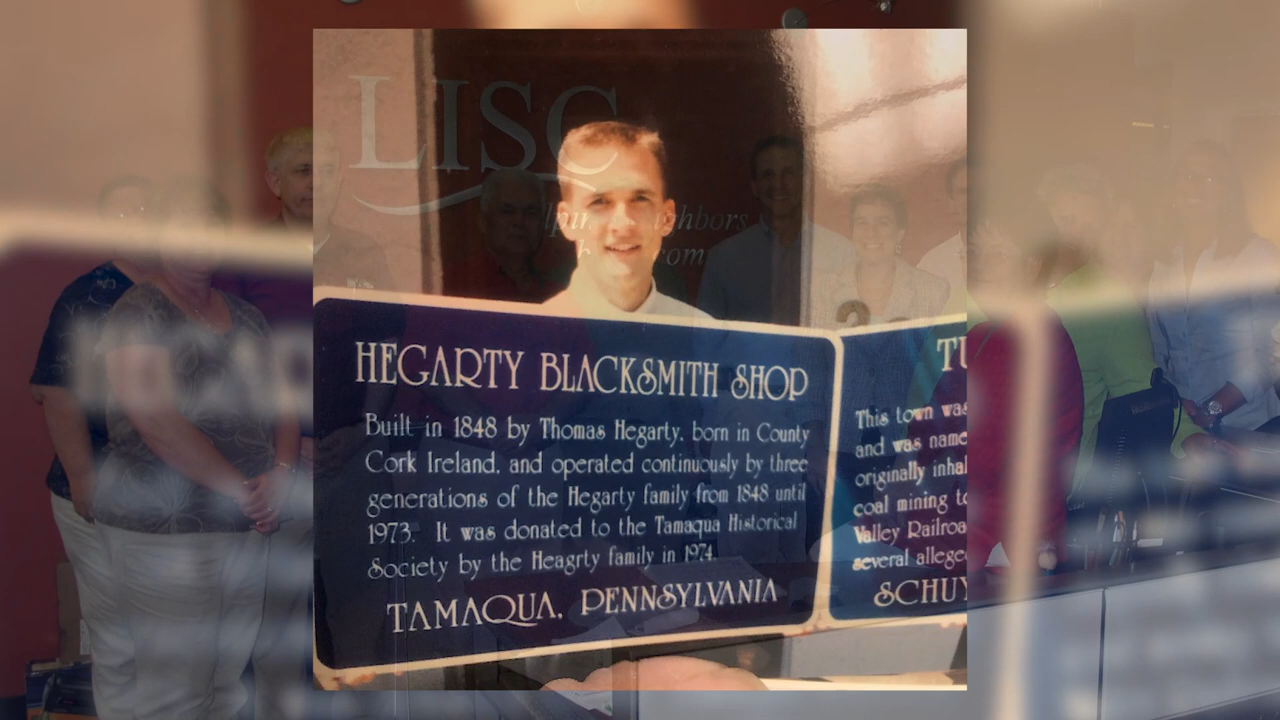 LISC
HEGARTY BLACKSMITH SHOP
Built in 1848 by Thomas Hegarty, born in County
Cork Ireland, and operated continuously by three
generations of the Hegarty family from 1848 until
1973. It was donated to the Tamaqua Historical
Society by the Heagrty family in 1974.
TAMAQUA, PENNSYLVANIA
This town was
and was name
originally inhal
coal mining to
Valley Railroa
several allege
SCHUY